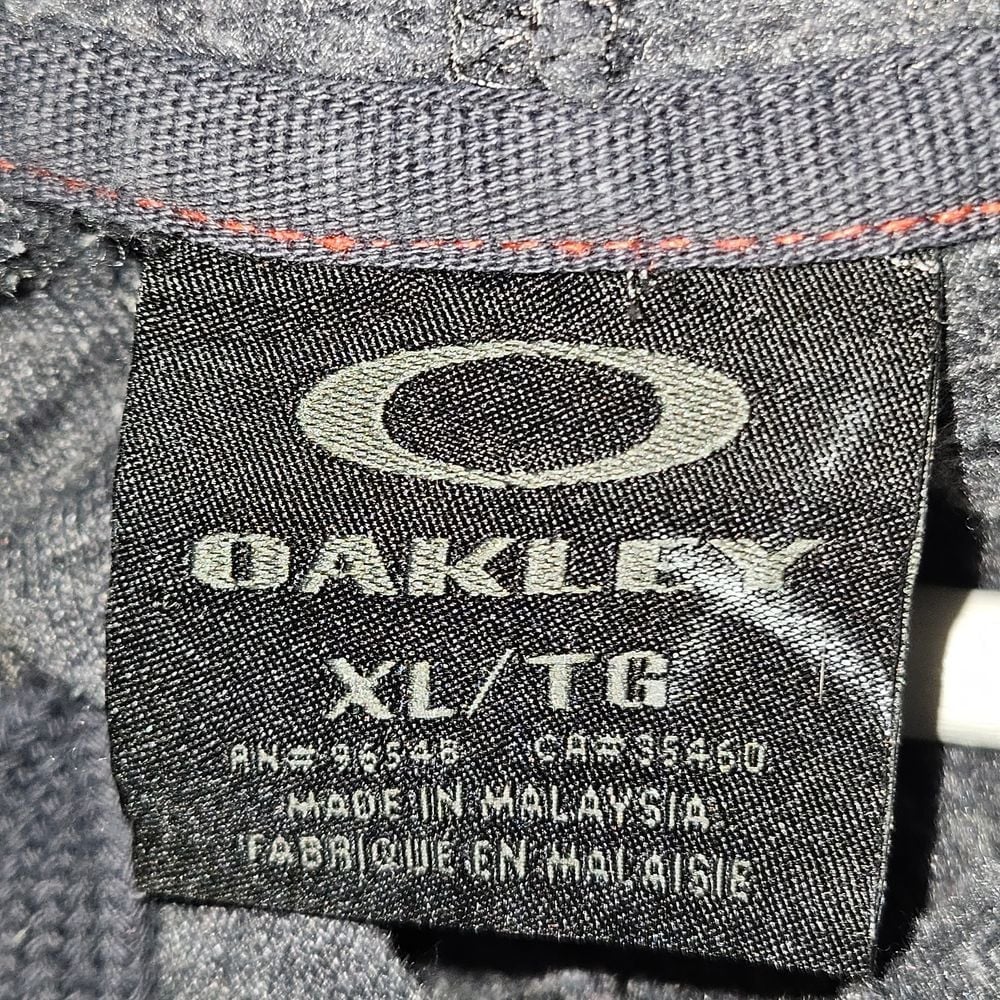 OAKLEY
XL/TG
RN#96548 CA#35460
MADE IN MALAYSIA
FABRIQUE EN MALAISIE